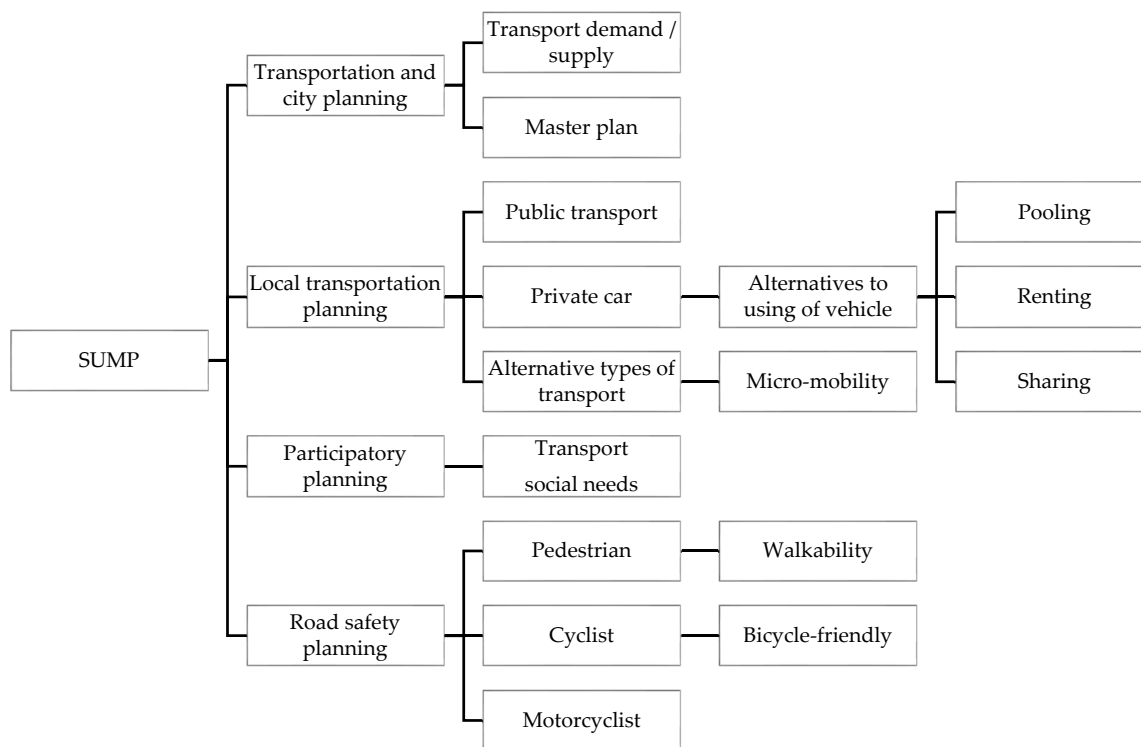 SUMP
Transportation and
city planning
Transport demand /
supply
Master plan
Local transportation
planning
Public transport
Private car
Alternatives to
using of vehicle
Pooling
Renting
Sharing
Alternative types of
transport
Micro-mobility
Participatory
planning
Transport
social needs
Road safety
planning
Pedestrian
Walkability
Cyclist
Bicycle-friendly
Motorcyclist